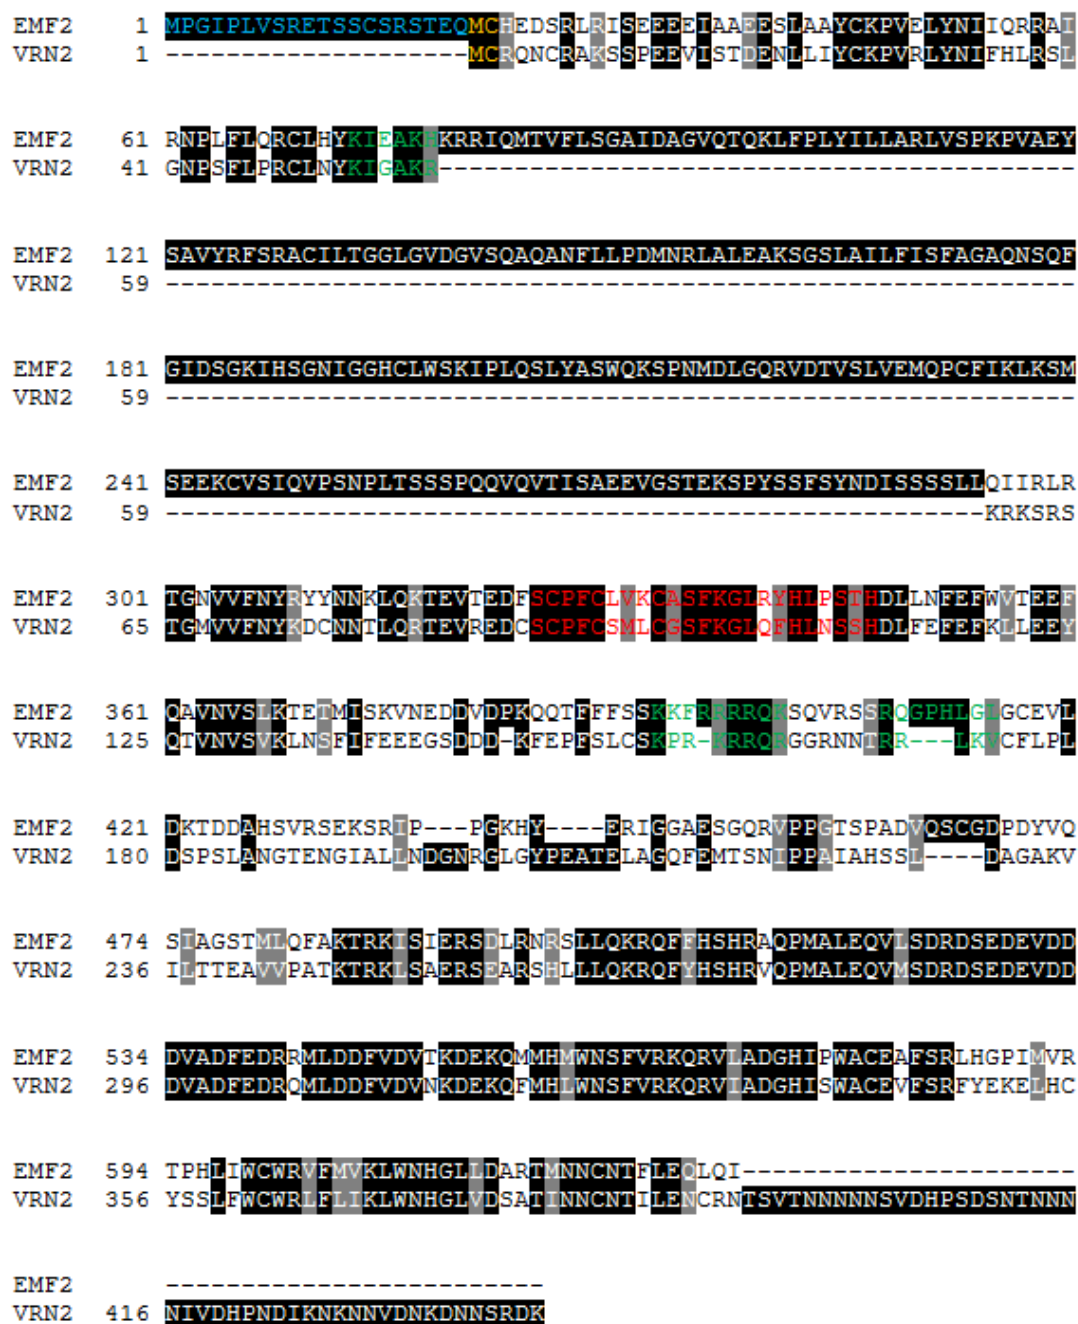 EMF2 1 MPGIPLVSRETSSCSRSTEQMCHEDSRLRISEEEEIAAEESLAAYCKPVELYNIIQRRAI
VRN2 1 --------------------MCRQNCRAKSSPEEVISTDENLLIYCKPVRLYNIFHLRSL
EMF2 61 RNPLFLQRCLHYKIEAKHKRRIQMTVFLSGAIDAGVQTQKLFPLYILLARLVSPKPVAEY
VRN2 41 GNPSFLPRCLNYKIGAKR------------------------------------------
EMF2 121 SAVYRFSRACILTGGLGVDGVSQAQANFLLPDMNRLALEAKSGSLAILFISFAGAQNSQF
VRN2 59 ------------------------------------------------------------
EMF2 181 GIDSGKIHSGNIGGHCLWSKIPLQSLYASWQKSPNMDLGQRVDTVSLVEMQPCFIKLKSM
VRN2 59 ------------------------------------------------------------
EMF2 241 SEEKCVSIQVPSNPLTSSSPQQVQVTISAEEVGSTEKSPYSSFSYNDISSSSLLQIIRLR
VRN2 59 ------------------------------------------------------KRKSRS
EMF2 301 TGNVVFNYRYYNNKLQKTEVTEDFSCPFCLVKCASFKGLRYHLPSTHDLLNFEFWVTEEF
VRN2 65 TGMVVFNYKDCNNTLQRTEVREDCSCPFCSMLCGSFKGLQFHLNSSHDLFEFEFKLLEEY
EMF2 361 QAVNVSLKTETMISKVNEDDVDPKQQTFFFSSKKFRRRRQKSQVRSSRQGPHLGLGCEVL
VRN2 125 QTVNVSVKLNSFIFEEEGSDDD-KFEPFSLCSKPR-KRRQRGGRNNTRR---LKVCFLPL
EMF2 421 DKTDDAHSVRSEKSRIP---PGKHY----ERIGGAESGQRVPPGTSPADVQSCGDPDYVQ
VRN2 180 DSPSLANGTENGIALLNDGNRGLGYPEATELAGQFEMTSNIPPAIAHSSL----DAGAKV
EMF2 474 SIAGSTMLQFAKTRKISIERSDLRNRSLLQKRQFFHSHRAQPMALEQVLSDRDSEDEVDD
VRN2 236 ILTTEAVVPATKTRKLSAERSEARSHLLLQKRQFYHSHRVQPMALEQVMSDRDSEDEVDD
EMF2 534 DVADFEDRRMLDDFVDVTKDEKQMMHMWNSFVRKQRVLADGHIPWACEAFSRLHGPIMVR
VRN2 296 DVADFEDRQMLDDFVDVNKDEKQFMHLWNSFVRKQRVIADGHISWACEVFSRFYEKELHC
EMF2 594 TPHLIWCWRVFMVKLWNHGLLDARTMNNCNTFLEQLQI----------------------
VRN2 356 YSSLFWCWRLFLIKLWNHGLVDSATINNCNTILENCRNTSVTNNNNNSVDHPSDSNTNNN
EMF2 -------------------------
VRN2 416 NIVDHPNDIKNKNNVDNKDNNSRDK